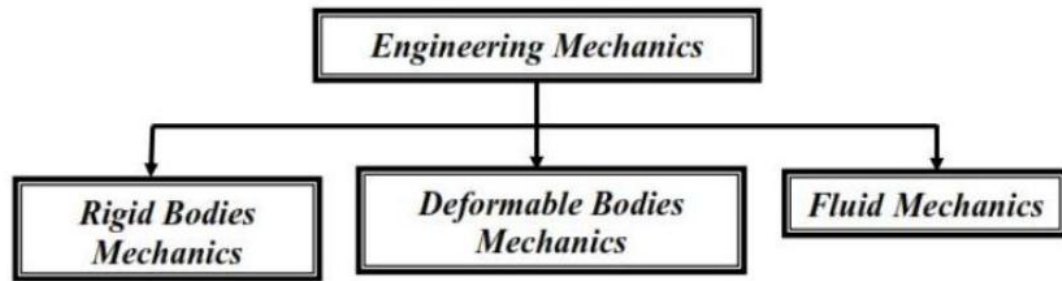 Engineering Mechanics
Rigid Bodies
Mechanics
Deformable Bodies
Mechanics
Fluid Mechanics